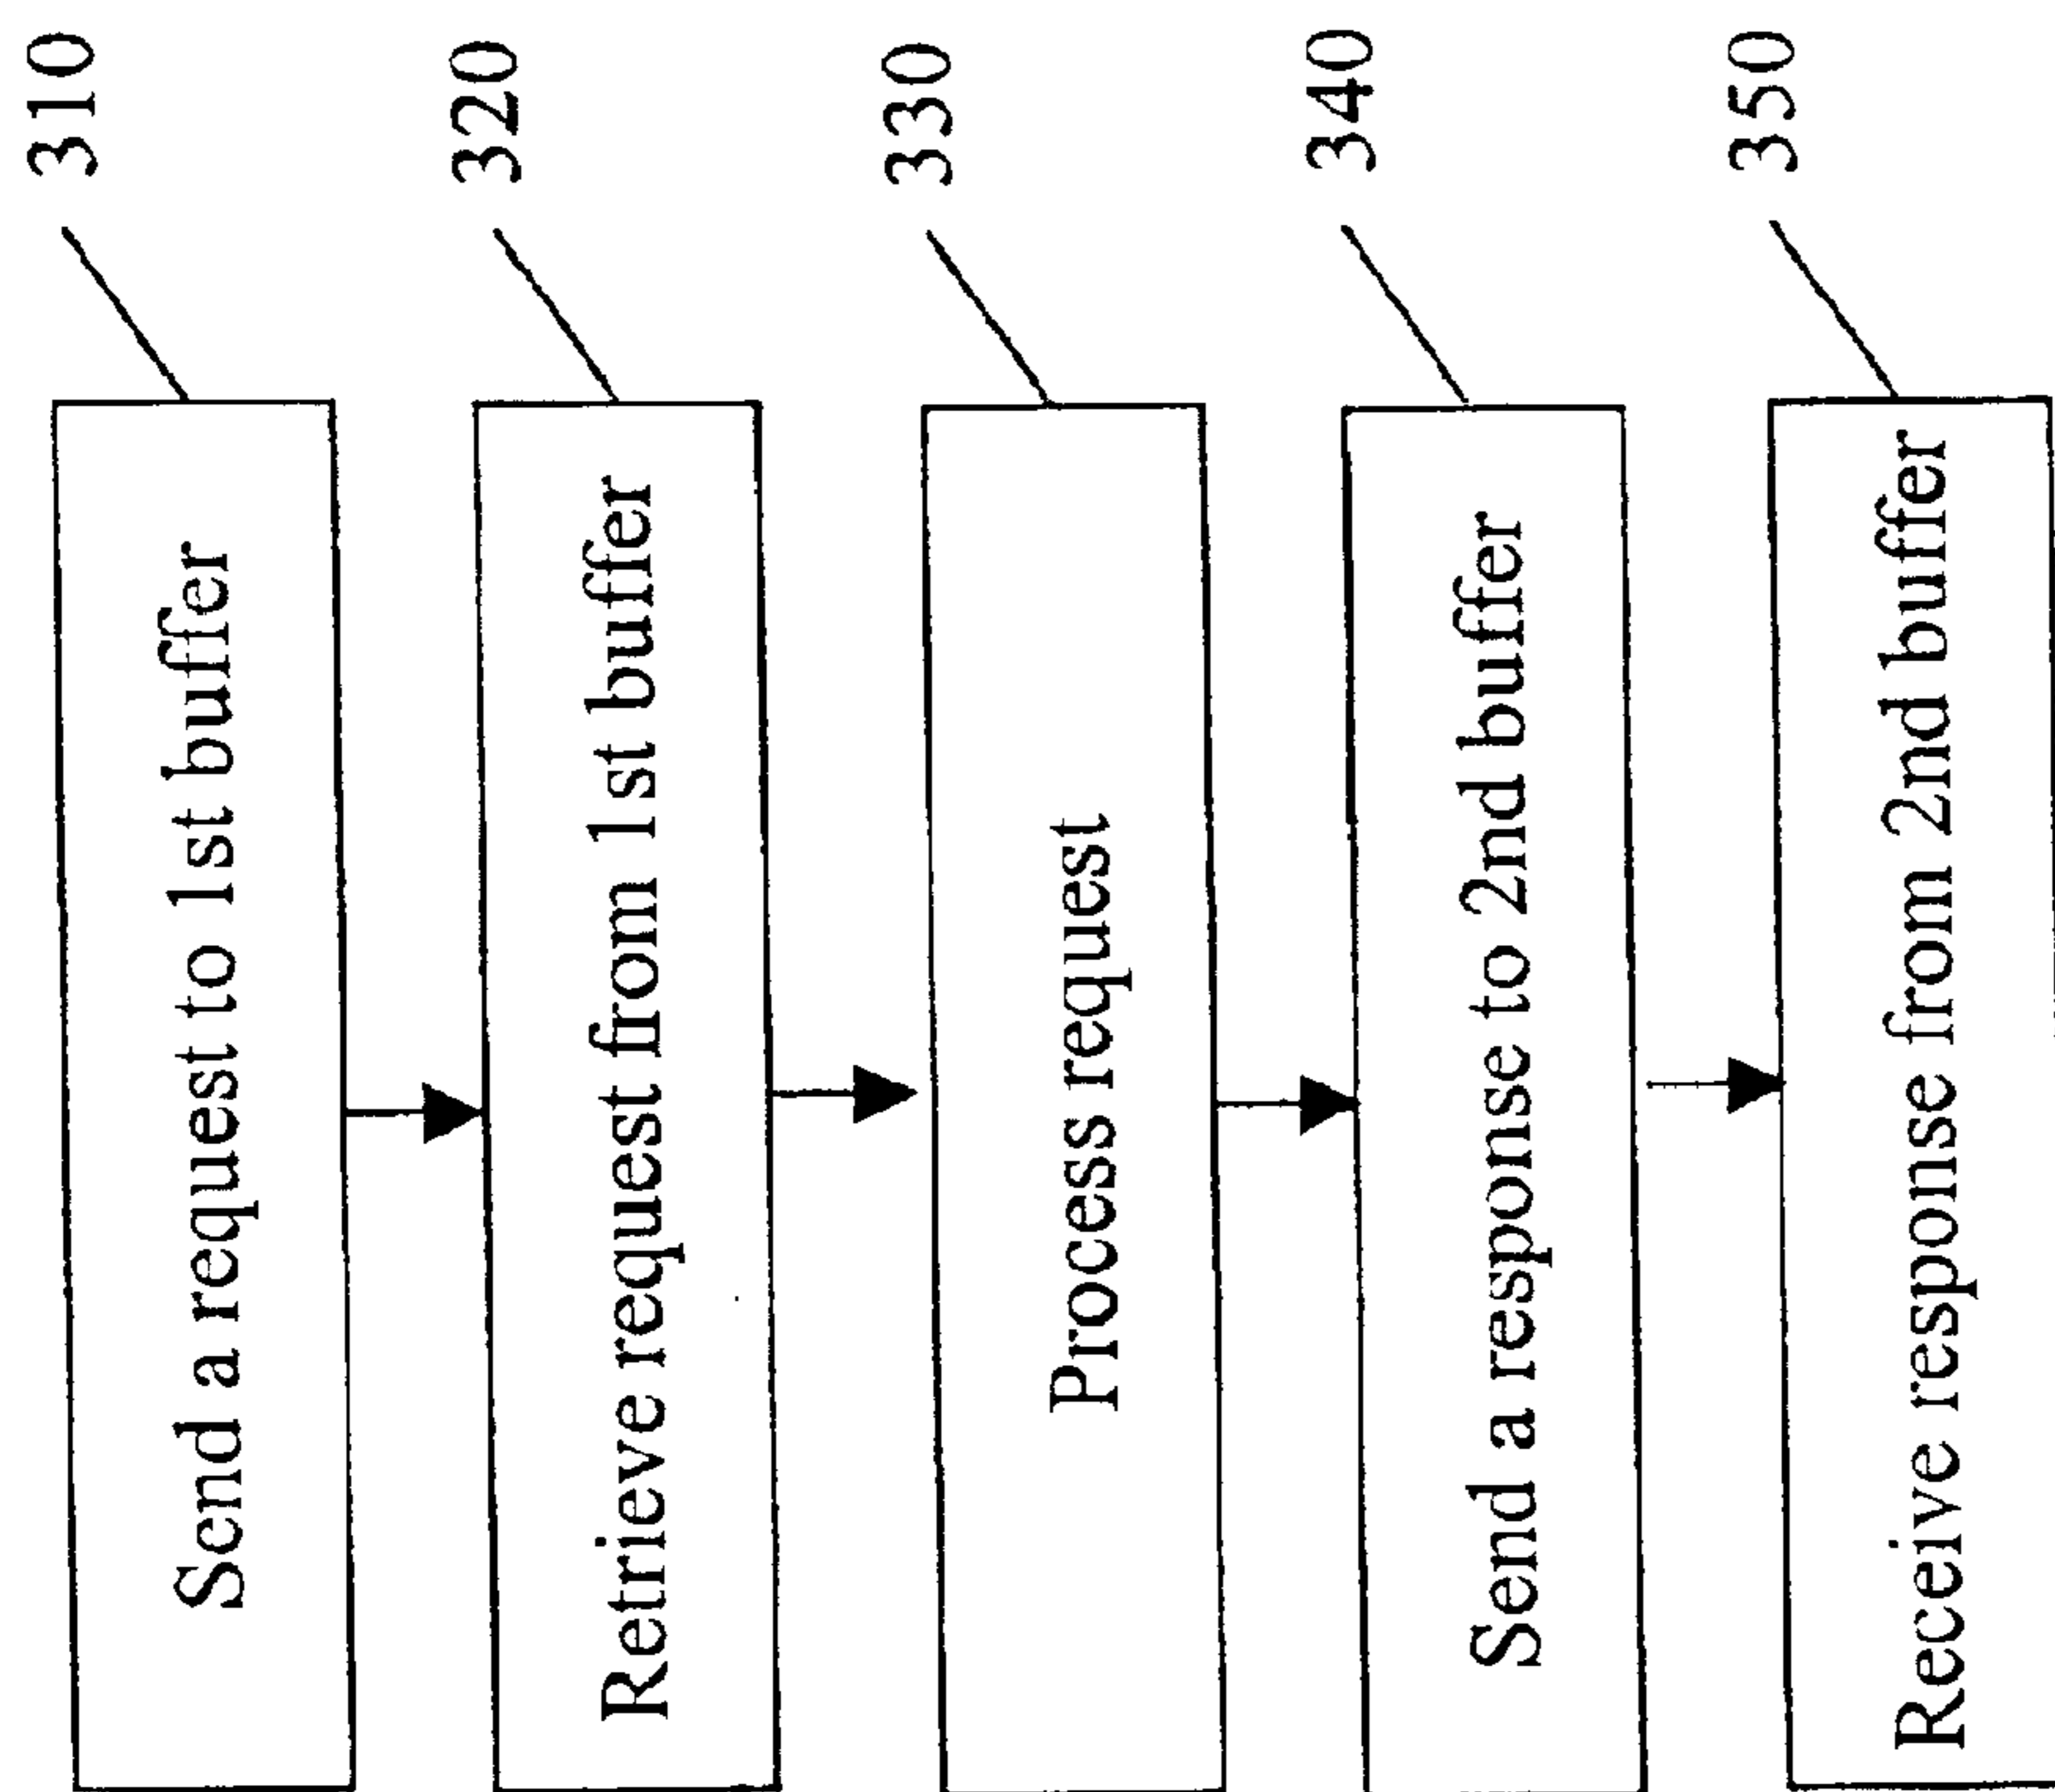 Send a request to 1st buffer 310
Retrieve request from 1st buffer 320
Process request 330
Send a response to 2nd buffer 340
Receive response from 2nd buffer 350